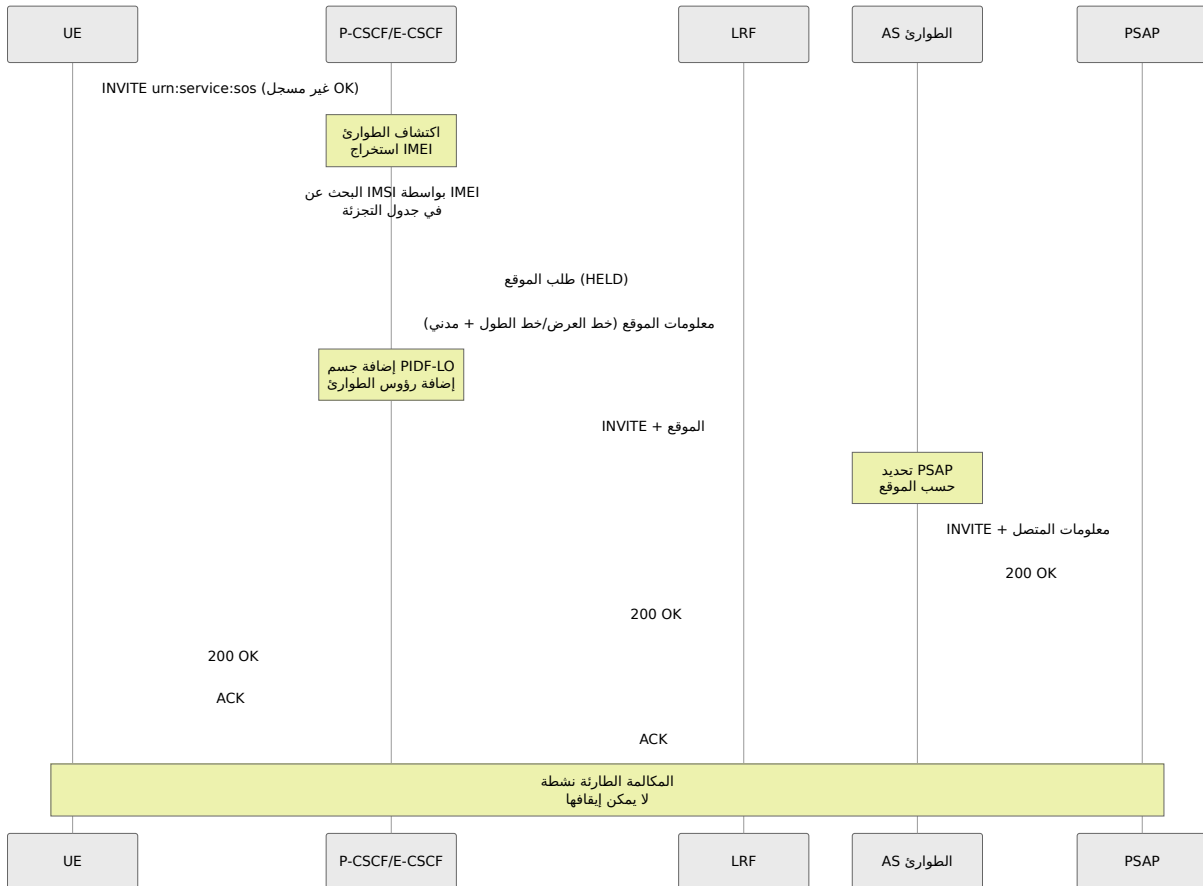 UE
P-CSCF/E-CSCF
LRF
الطوارئ AS
PSAP
INVITE urn:service:sos (غير مسجل OK)
اكتشاف الطوارئ
استخراج IMEI
البحث عن IMSI بواسطة IMEI
في جدول التجزئة
طلب الموقع (HELD)
معلومات الموقع (خط العرض/خط الطول + مدني)
إضافة جسم PIDF-LO
إضافة رؤوس الطوارئ
INVITE + الموقع
تحديد PSAP
حسب الموقع
INVITE + معلومات المتصل
200 OK
200 OK
200 OK
ACK
ACK
المكالمة الطارئة نشطة
لا يمكن إيقافها
UE
P-CSCF/E-CSCF
LRF
الطوارئ AS
PSAP